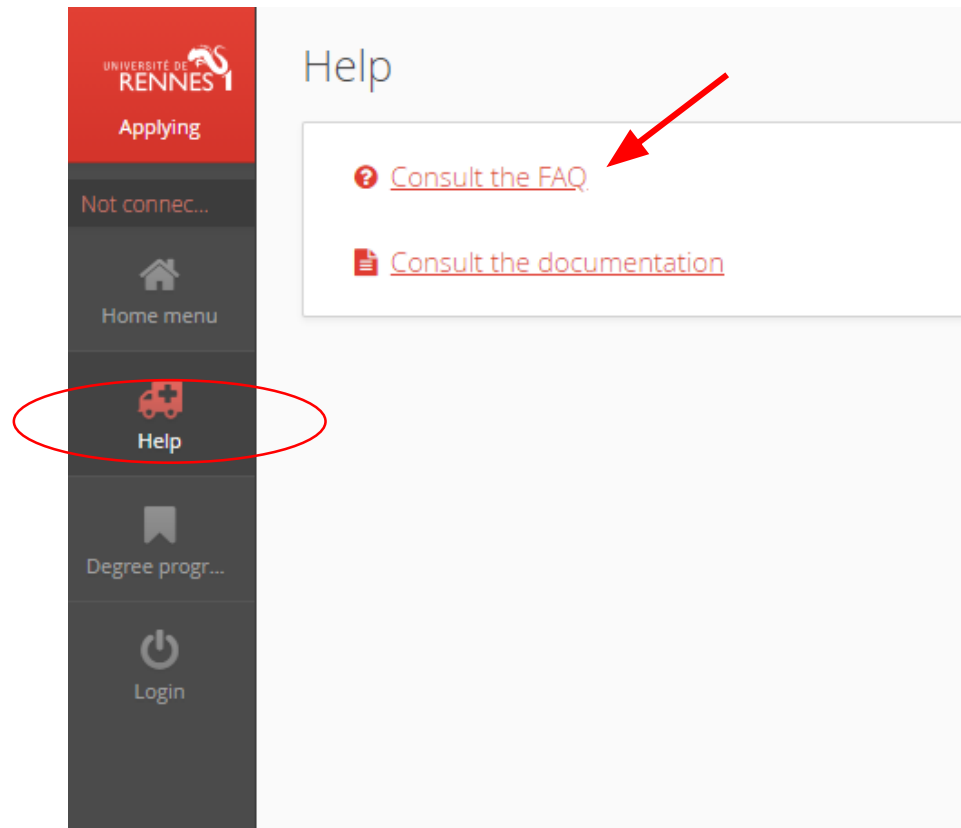 UNIVERSITÉ DE
RENNES 1
Applying
Not connec...
Home menu
Help
Degree progr...
Login
Help
Consult the FAQ
Consult the documentation